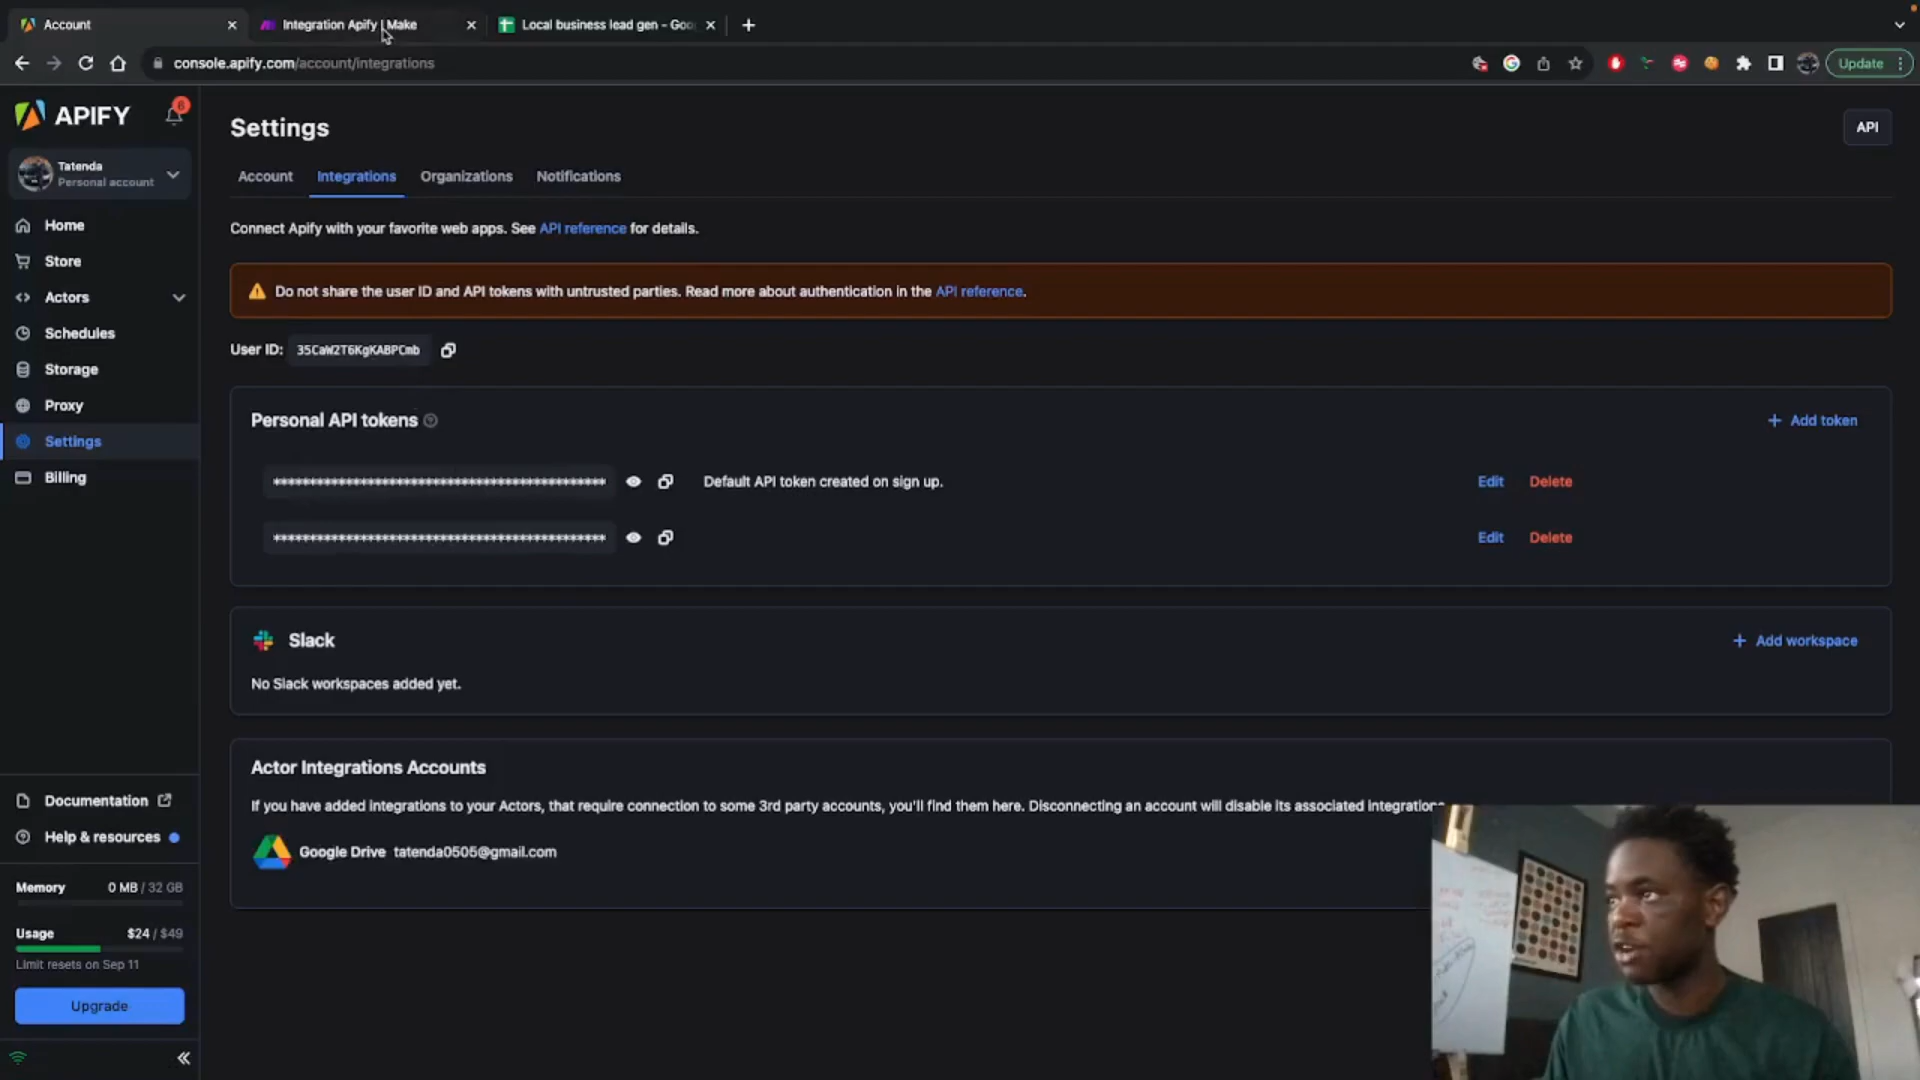 Account
Integration Apify | Make
Local business lead gen - Goo
console.apify.com/account/integrations
Update
APIFY
6
Settings
API
Tatenda
Personal account
Account
Integrations
Organizations
Notifications
Home
Store
Actors
Schedules
Storage
Proxy
Settings
Billing
Connect Apify with your favorite web apps. See API reference for details.
Do not share the user ID and API tokens with untrusted parties. Read more about authentication in the API reference.
User ID: 35CaW2T6KgKABPCmb
Personal API tokens
+ Add token
**********************************************
Default API token created on sign up.
Edit
Delete
**********************************************
Edit
Delete
Slack
+ Add workspace
No Slack workspaces added yet.
Actor Integrations Accounts
If you have added integrations to your Actors, that require connection to some 3rd party accounts, you'll find them here. Disconnecting an account will disable its associated integrations
Google Drive tatenda0505@gmail.com
Documentation
Help & resources
Memory
0 MB / 32 GB
Usage
$24 / $49
Limit resets on Sep 11
Upgrade